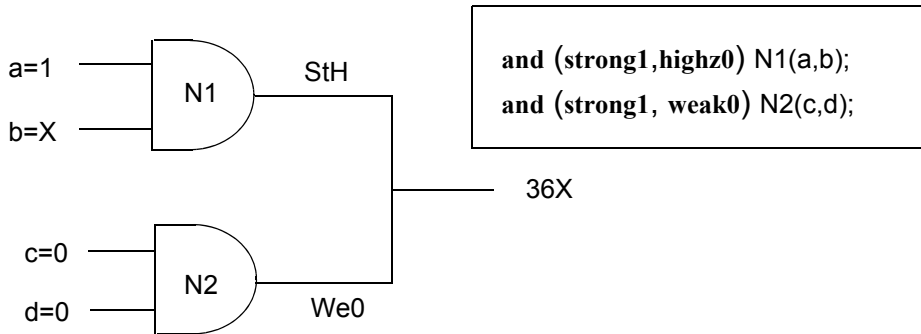 a=1
b=X
N1
StH
and (strong1,highz0) N1(a,b);
and (strong1, weak0) N2(c,d);
36X
c=0
d=0
N2
We0